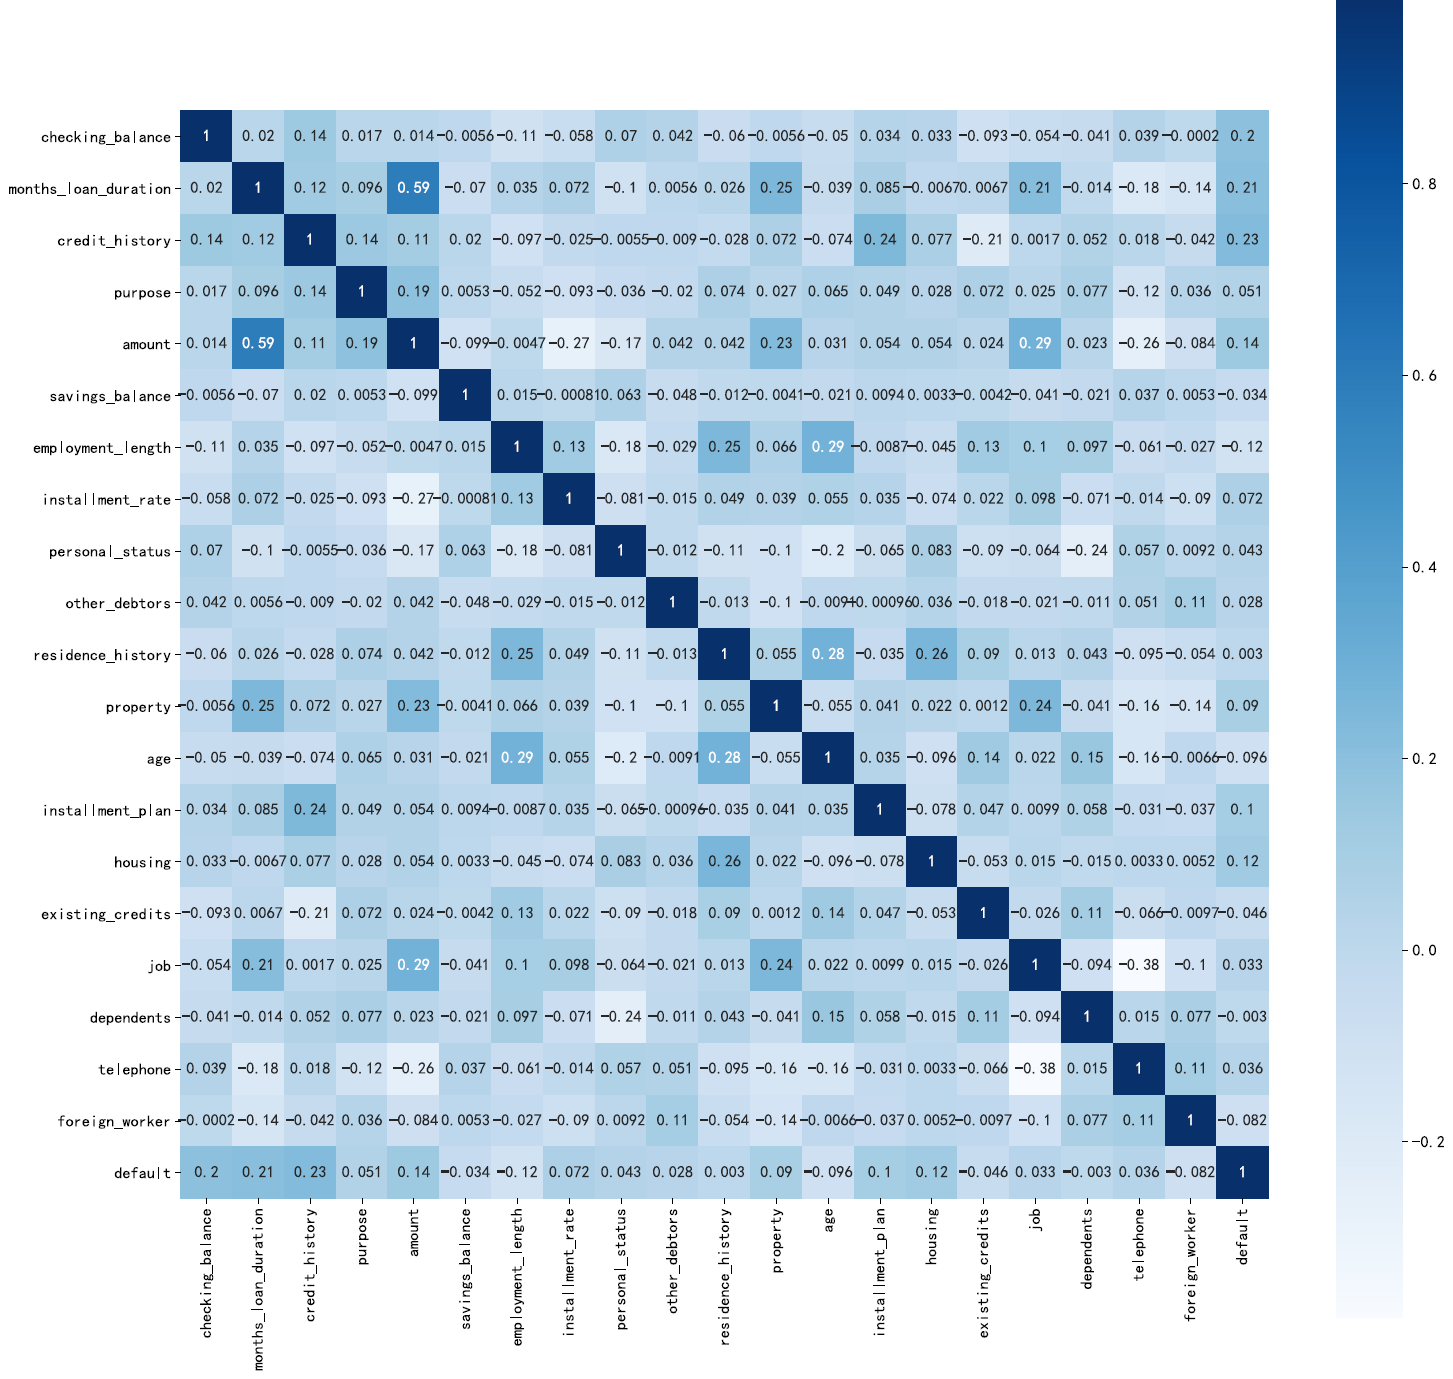 checking_balance 1 0.02 0.14 0.017 0.014 -0.0056 -0.11 -0.058 0.07 0.042 -0.06 -0.0056 -0.05 0.034 0.033 -0.093 -0.054 -0.041 0.039 -0.0002 0.2
months_loan_duration 0.02 1 0.12 0.096 0.59 -0.07 0.035 0.072 -0.1 0.0056 0.026 0.25 -0.039 0.085 -0.0067 0.0067 0.21 -0.014 -0.18 -0.14 0.21
0.8
credit_history 0.14 0.12 1 0.14 0.11 0.02 -0.097 -0.025 -0.0055 -0.009 -0.028 0.072 -0.074 0.24 0.077 -0.21 0.0017 0.052 0.018 -0.042 0.23
purpose 0.017 0.096 0.14 1 0.19 0.0053 -0.052 -0.093 -0.036 -0.02 0.074 0.027 0.065 0.049 0.028 0.072 0.025 0.077 -0.12 0.036 0.051
amount 0.014 0.59 0.11 0.19 1 -0.099 -0.0047 -0.27 -0.17 0.042 0.042 0.23 0.031 0.054 0.054 0.024 0.29 0.023 -0.26 -0.084 0.14
0.6
savings_balance -0.0056 -0.07 0.02 0.0053 -0.099 1 0.015 -0.00081 0.063 -0.048 -0.012 -0.0041 -0.021 0.0094 0.0033 -0.0042 -0.041 -0.021 0.037 0.0053 -0.034
employment_length -0.11 0.035 -0.097 -0.052 -0.0047 0.015 1 0.13 -0.18 -0.029 0.25 0.066 0.29 -0.0087 -0.045 0.13 0.1 0.097 -0.061 -0.027 -0.12
installment_rate -0.058 0.072 -0.025 -0.093 -0.27 -0.00081 0.13 1 -0.081 -0.015 0.049 0.039 0.055 0.035 -0.074 0.022 0.098 -0.071 -0.014 -0.09 0.072
personal_status 0.07 -0.1 -0.0055 -0.036 -0.17 0.063 -0.18 -0.081 1 -0.012 -0.11 -0.1 -0.2 -0.065 0.083 -0.09 -0.064 -0.24 0.057 0.0092 0.043
0.4
other_debtors 0.042 0.0056 -0.009 -0.02 0.042 -0.048 -0.029 -0.015 -0.012 1 -0.013 -0.1 -0.0091 -0.00096 0.036 -0.018 -0.021 -0.011 0.051 0.11 0.028
residence_history -0.06 0.026 -0.028 0.074 0.042 -0.012 0.25 0.049 -0.11 -0.013 1 0.055 0.28 -0.035 0.26 0.09 0.013 0.043 -0.095 -0.054 0.003
property -0.0056 0.25 0.072 0.027 0.23 -0.0041 0.066 0.039 -0.1 -0.1 0.055 1 -0.055 0.041 0.022 0.0012 0.24 -0.041 -0.16 -0.14 0.09
age -0.05 -0.039 -0.074 0.065 0.031 -0.021 0.29 0.055 -0.2 -0.0091 0.28 -0.055 1 0.035 -0.096 0.14 0.022 0.15 -0.16 -0.0066 -0.096
0.2
installment_plan 0.034 0.085 0.24 0.049 0.054 0.0094 -0.0087 0.035 -0.065 -0.00096 -0.035 0.041 0.035 1 -0.078 0.047 0.0099 0.058 -0.031 -0.037 0.1
housing 0.033 -0.0067 0.077 0.028 0.054 0.0033 -0.045 -0.074 0.083 0.036 0.26 0.022 -0.096 -0.078 1 -0.053 0.015 -0.015 0.0033 0.0052 0.12
existing_credits -0.093 0.0067 -0.21 0.072 0.024 -0.0042 0.13 0.022 -0.09 -0.018 0.09 0.0012 0.14 0.047 -0.053 1 -0.026 0.11 -0.066 -0.0097 -0.046
0.0
job -0.054 0.21 0.0017 0.025 0.29 -0.041 0.1 0.098 -0.064 -0.021 0.013 0.24 0.022 0.0099 0.015 -0.026 1 -0.094 -0.38 -0.1 0.033
dependents -0.041 -0.014 0.052 0.077 0.023 -0.021 0.097 -0.071 -0.24 -0.011 0.043 -0.041 0.15 0.058 -0.015 0.11 -0.094 1 0.015 0.077 -0.003
telephone 0.039 -0.18 0.018 -0.12 -0.26 0.037 -0.061 -0.014 0.057 0.051 -0.095 -0.16 -0.16 -0.031 0.0033 -0.066 -0.38 0.015 1 0.11 0.036
foreign_worker -0.0002 -0.14 -0.042 0.036 -0.084 0.0053 -0.027 -0.09 0.0092 0.11 -0.054 -0.14 -0.0066 -0.037 0.0052 -0.0097 -0.1 0.077 0.11 1 -0.082
-0.2
default 0.2 0.21 0.23 0.051 0.14 -0.034 -0.12 0.072 0.043 0.028 0.003 0.09 -0.096 0.1 0.12 -0.046 0.033 -0.003 0.036 -0.082 1
checking_balance
months_loan_duration
credit_history
purpose
amount
savings_balance
employment_length
installment_rate
personal_status
other_debtors
residence_history
property
age
installment_plan
housing
existing_credits
job
dependents
telephone
foreign_worker
default